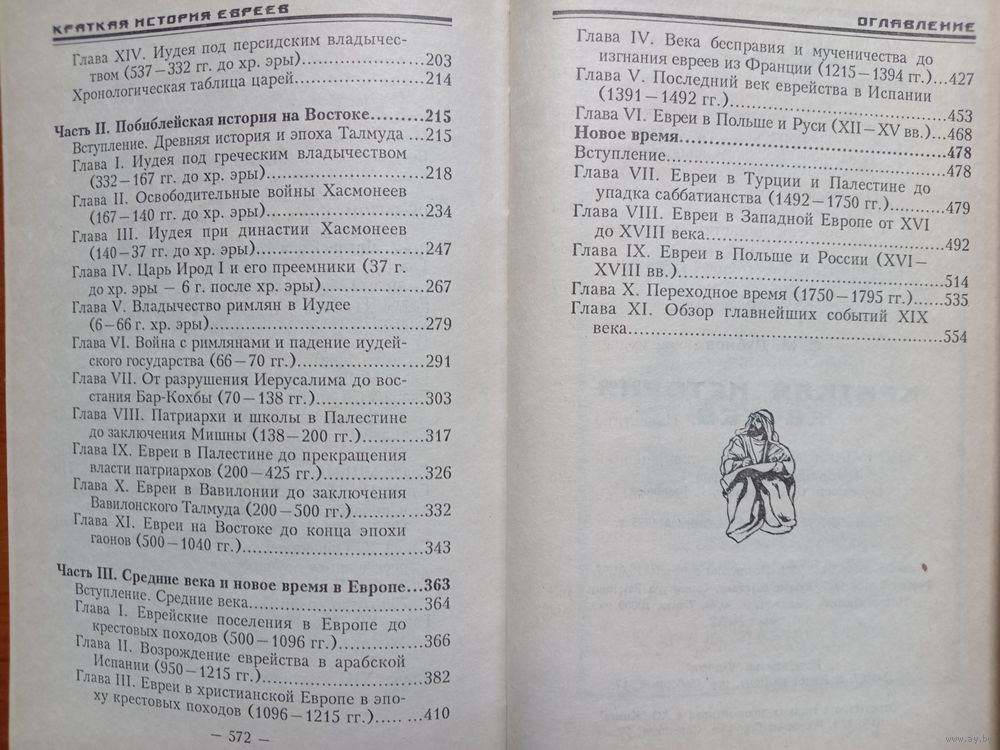 КРАТКАЯ ИСТОРИЯ ЕВРЕЕВ
Глава XIV. Иудея под персидским владычес-
твом (537—332 гг. до хр. эры)....................203
Хронологическая таблица царей......................214
Часть II. Побиблейская история на Востоке.........215
Вступление. Древняя история и эпоха Талмуда ...215
Глава I. Иудея под греческим владычеством
(332—167 гг. до хр. эры).........................218
Глава II. Освободительные войны Хасмонеев
(167—140 гг. до хр. эры).........................234
Глава III. Иудея при династии Хасмонеев
(140—37 гг. до хр. эры)..........................247
Глава IV. Царь Ирод I и его преемники (37 г.
до хр. эры — 6 г. после хр. эры)................267
Глава V. Владычество римлян в Иудее
(6—66 г. хр. эры).................................279
Глава VI. Война с римлянами и падение иудей-
ского государства (66—70 гг.)....................291
Глава VII. От разрушения Иерусалима до вос-
стания Бар-Кохбы (70—138 гг.)..................303
Глава VIII. Патриархи и школы в Палестине
до заключения Мишны (138—200 гг.)..........317
Глава IX. Евреи в Палестине до прекращения
власти патриархов (200—425 гг.)................326
Глава X. Евреи в Вавилонии до заключения
Вавилонского Талмуда (200—500 гг.)...........332
Глава XI. Евреи на Востоке до конца эпохи
гаонов (500—1040 гг.).............................343
Часть III. Средние века и новое время в Европе...363
Вступление. Средние века..............................364
Глава I. Еврейские поселения в Европе до
крестовых походов (500—1096 гг.)...............366
Глава II. Возрождение еврейства в арабской
Испании (950—1215 гг.)...........................382
Глава III. Евреи в христианской Европе в эпо-
ху крестовых походов (1096—1215 гг.)..... ...410
— 572 —
ОГЛАВЛЕНИЕ
Глава IV. Века бесправия и мученичества до
изгнания евреев из Франции (1215—1394 гг.)...427
Глава V. Последний век еврейства в Испании
(1391—1492 гг.)...................................453
Глава VI. Евреи в Польше и Руси (XII—XV вв.)...468
Новое время............................................478
Вступление..............................................478
Глава VII. Евреи в Турции и Палестине до
упадка саббатианства (1492—1750 гг.).........479
Глава VIII. Евреи в Западной Европе от XVI
до XVIII века.......................................492
Глава IX. Евреи в Польше и России (XVI—
XVIII вв.)...........................................514
Глава X. Переходное время (1750—1795 гг.)......535
Глава XI. Обзор главнейших событий XIX
века..................................................554
www.ay.by